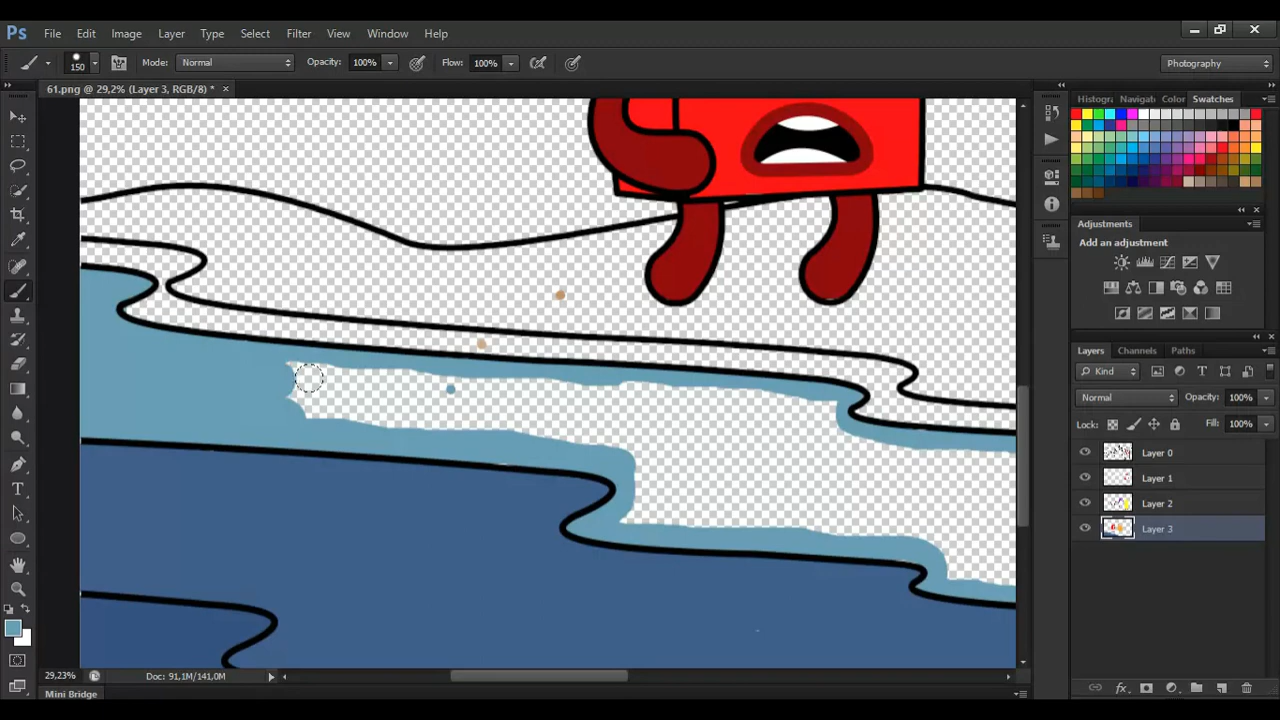 Ps File Edit Image Layer Type Select Filter View Window Help
150 Mode: Normal Opacity: 100% Flow: 100% Photography
61.png @ 29,2% (Layer 3, RGB/8) * ×
Histogr Navigat Color Swatches
Adjustments
Add an adjustment
Layers Channels Paths
Kind
Normal Opacity: 100%
Lock: Fill: 100%
Layer 0
Layer 1
Layer 2
Layer 3
29,23% Doc: 91,1M/141,0M
Mini Bridge